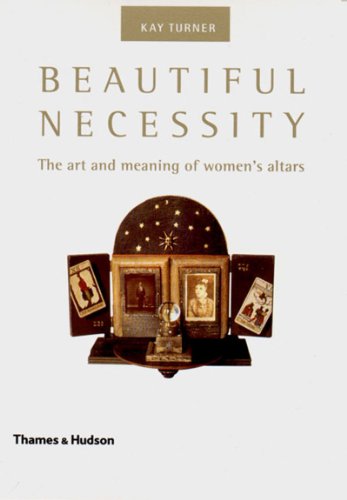 KAY TURNER
BEAUTIFUL
NECESSITY
The art and meaning of women's altars
Thames & Hudson